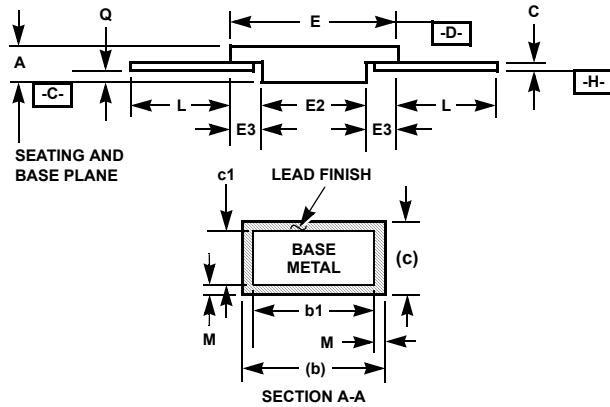 E
-D-
C
Q
A
-C-
-H-
L
E2
L
E3
E3
SEATING AND
BASE PLANE
c1
LEAD FINISH
BASE
METAL
(c)
b1
M
M
(b)
SECTION A-A